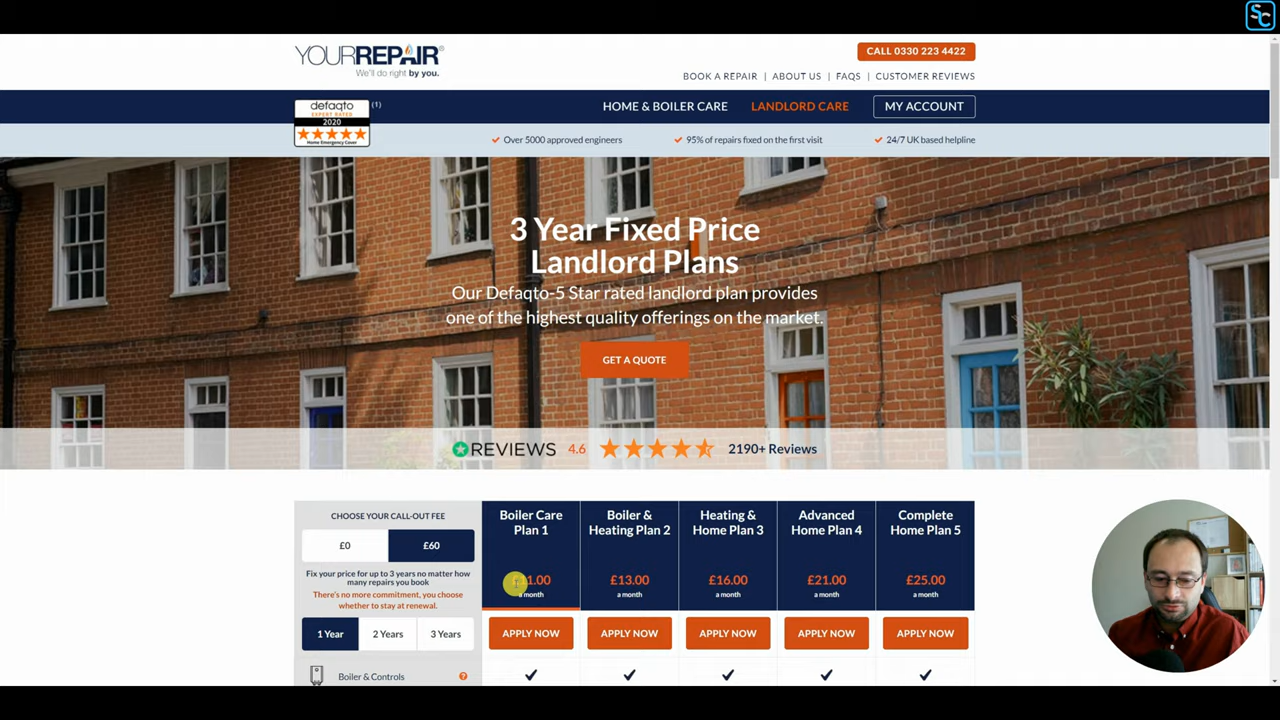 SC
YOURREPAIR
We'll do right by you.
CALL 0330 223 4422
BOOK A REPAIR | ABOUT US | FAQS | CUSTOMER REVIEWS
defaqto
EXPERT RATED
2020
Home Emergency Cover
(1)
HOME & BOILER CARE LANDLORD CARE MY ACCOUNT
Over 5000 approved engineers 95% of repairs fixed on the first visit 24/7 UK based helpline
3 Year Fixed Price
Landlord Plans
Our Defaqto-5 Star rated landlord plan provides
one of the highest quality offerings on the market.
GET A QUOTE
REVIEWS 4.6 2190+ Reviews
CHOOSE YOUR CALL-OUT FEE
£0 £60
Fix your price for up to 3 years no matter how
many repairs you book
There's no more commitment, you choose
whether to stay at renewal.
1 Year 2 Years 3 Years
Boiler & Controls ?
Boiler Care
Plan 1
£11.00
a month
APPLY NOW
Boiler &
Heating Plan 2
£13.00
a month
APPLY NOW
Heating &
Home Plan 3
£16.00
a month
APPLY NOW
Advanced
Home Plan 4
£21.00
a month
APPLY NOW
Complete
Home Plan 5
£25.00
a month
APPLY NOW